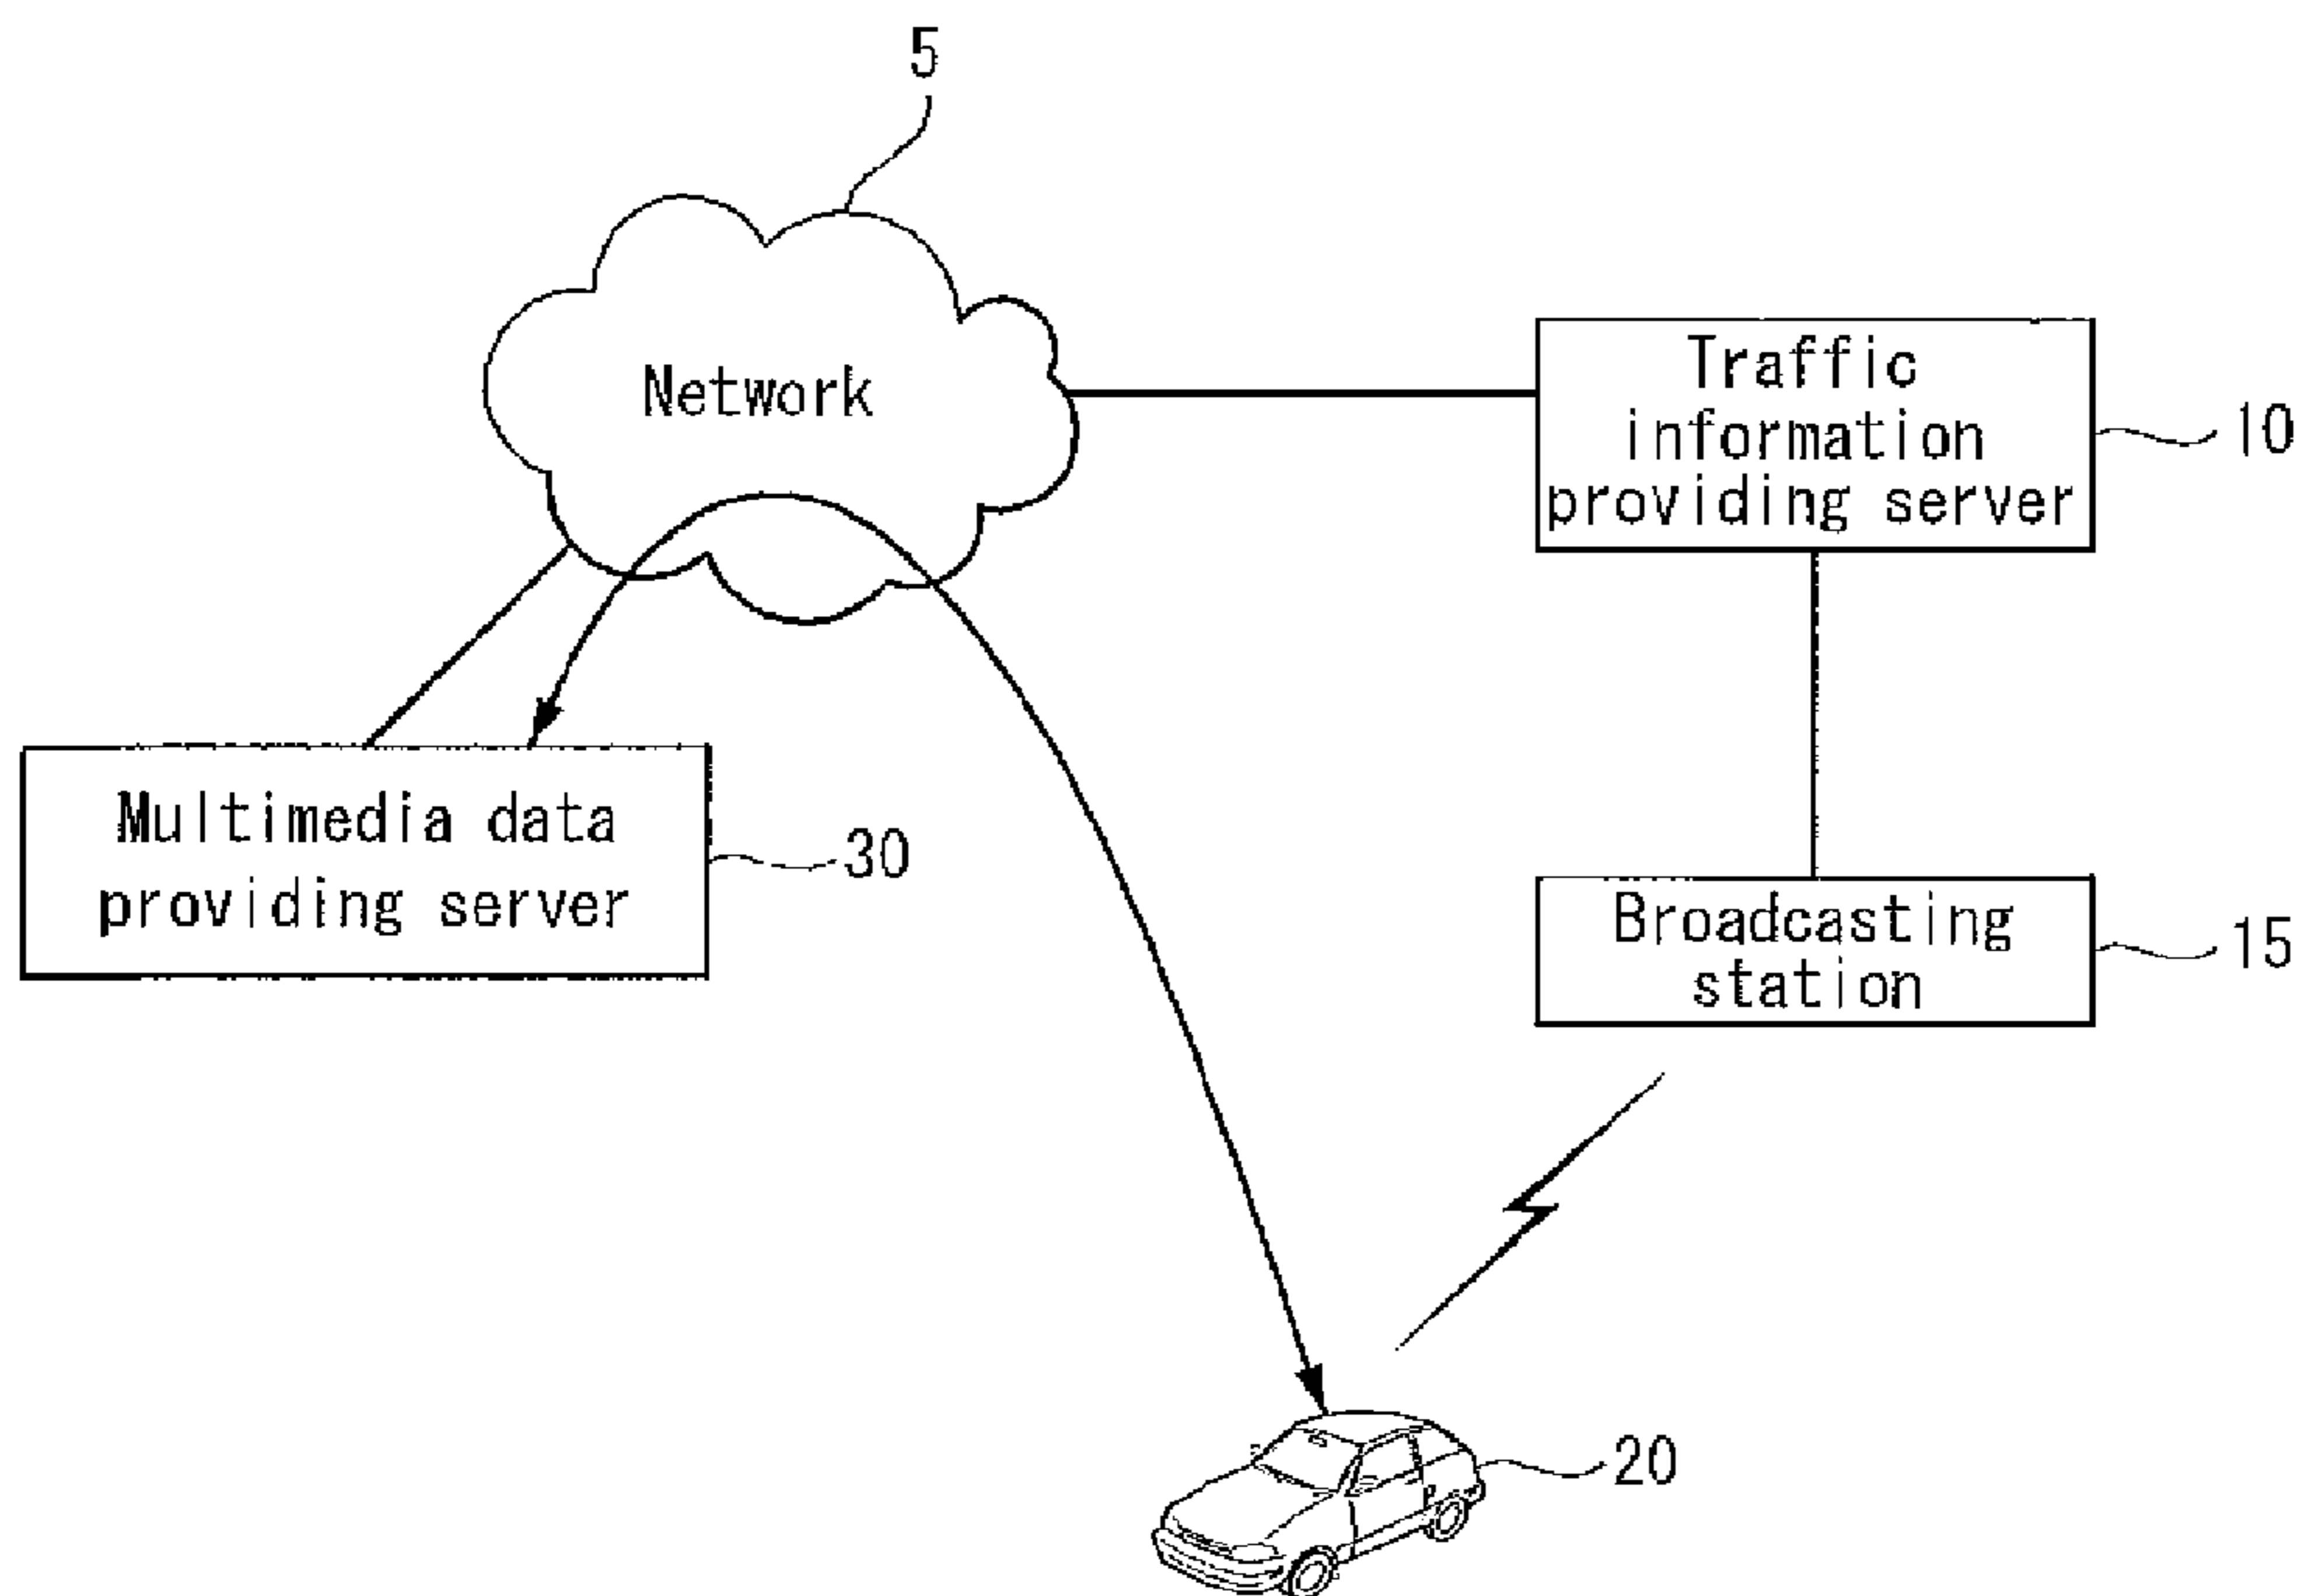 5
Network
Traffic
information
providing server
10
Multimedia data
providing server
30
Broadcasting
station
15
20